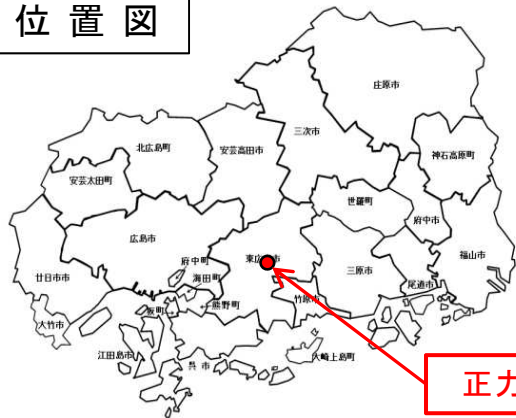 位置図
庄原市
三次市
北広島町
安芸高田市
神石高原町
安芸太田町
世羅町
府中市
広島市
府中町
東広
市
福山市
廿日市市
海田町
三原市
尾道市
竹原市
熊野町
坂町
大竹市
江田島市
呉市
大崎上島町
正力